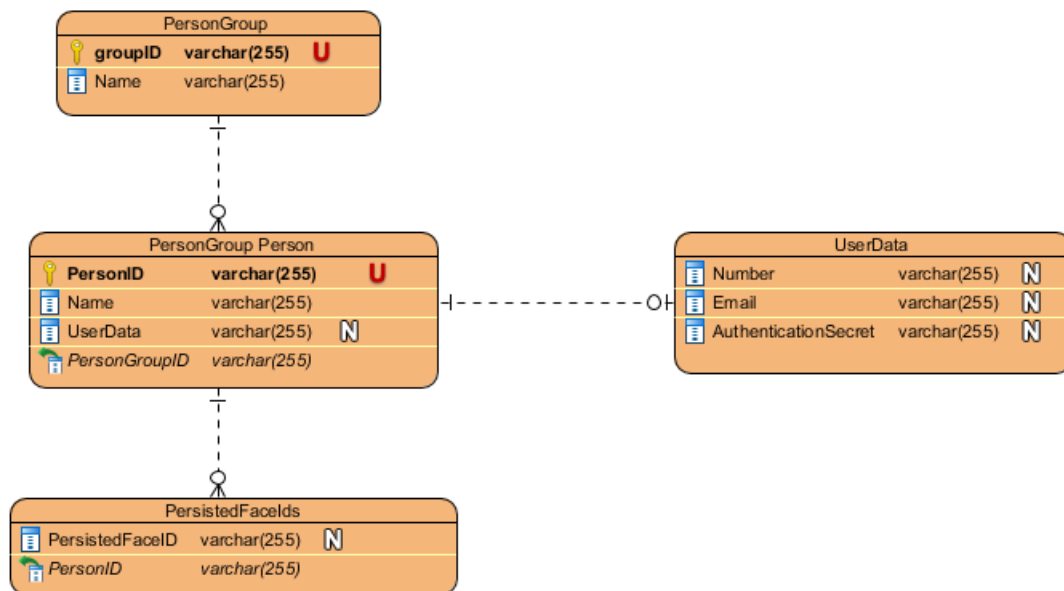 PersonGroup
groupID varchar(255) U
Name varchar(255)
PersonGroup Person
PersonID varchar(255) U
Name varchar(255)
UserData varchar(255) N
PersonGroupID varchar(255)
UserData
Number varchar(255) N
Email varchar(255) N
AuthenticationSecret varchar(255) N
PersistedFaceIds
PersistedFaceID varchar(255) N
PersonID varchar(255)